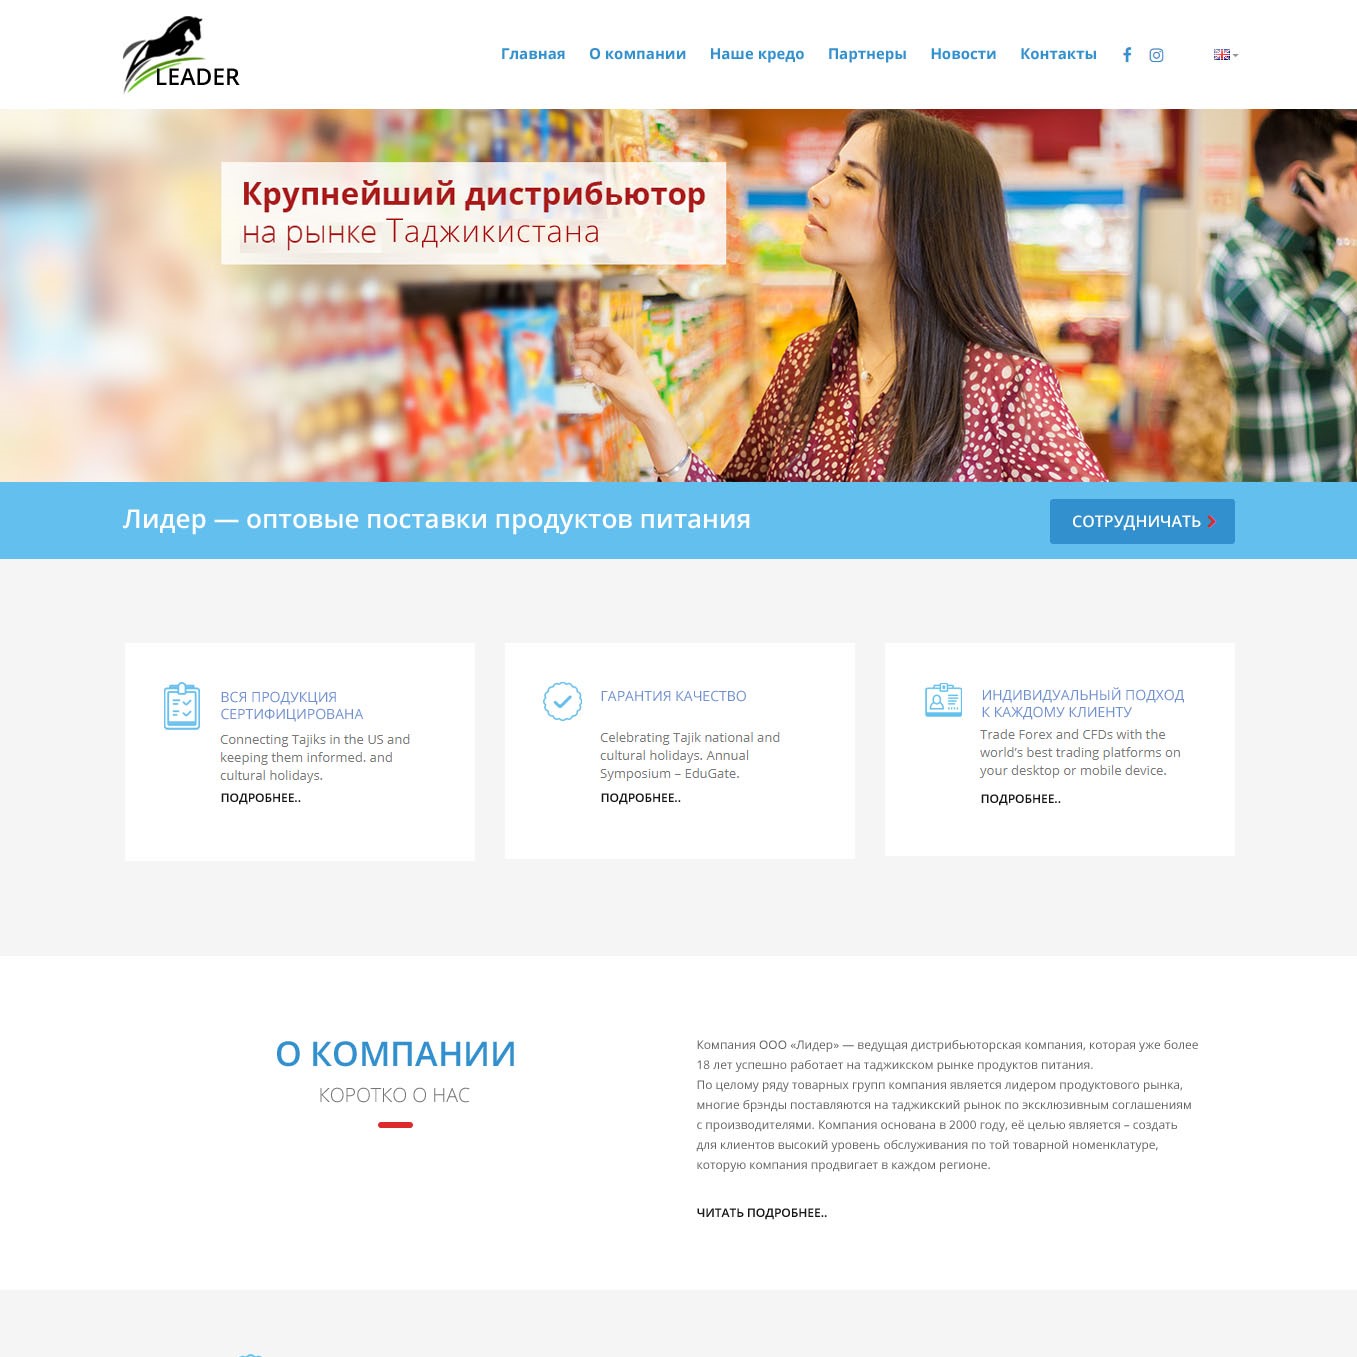 LEADER
Главная О компании Наше кредо Партнеры Новости Контакты
Крупнейший дистрибьютор
на рынке Таджикистана
Лидер — оптовые поставки продуктов питания
СОТРУДНИЧАТЬ
ВСЯ ПРОДУКЦИЯ
СЕРТИФИЦИРОВАНА
Connecting Tajiks in the US and
keeping them informed. and
cultural holidays.
ПОДРОБНЕЕ..
ГАРАНТИЯ КАЧЕСТВО
Celebrating Tajik national and
cultural holidays. Annual
Symposium – EduGate.
ПОДРОБНЕЕ..
ИНДИВИДУАЛЬНЫЙ ПОДХОД
К КАЖДОМУ КЛИЕНТУ
Trade Forex and CFDs with the
world's best trading platforms on
your desktop or mobile device.
ПОДРОБНЕЕ..
О КОМПАНИИ
КОРОТКО О НАС
Компания ООО «Лидер» — ведущая дистрибьюторская компания, которая уже более
18 лет успешно работает на таджикском рынке продуктов питания.
По целому ряду товарных групп компания является лидером продуктового рынка,
многие брэнды поставляются на таджикский рынок по эксклюзивным соглашениям
с производителями. Компания основана в 2000 году, её целью является – создать
для клиентов высокий уровень обслуживания по той товарной номенклатуре,
которую компания продвигает в каждом регионе.
ЧИТАТЬ ПОДРОБНЕЕ..